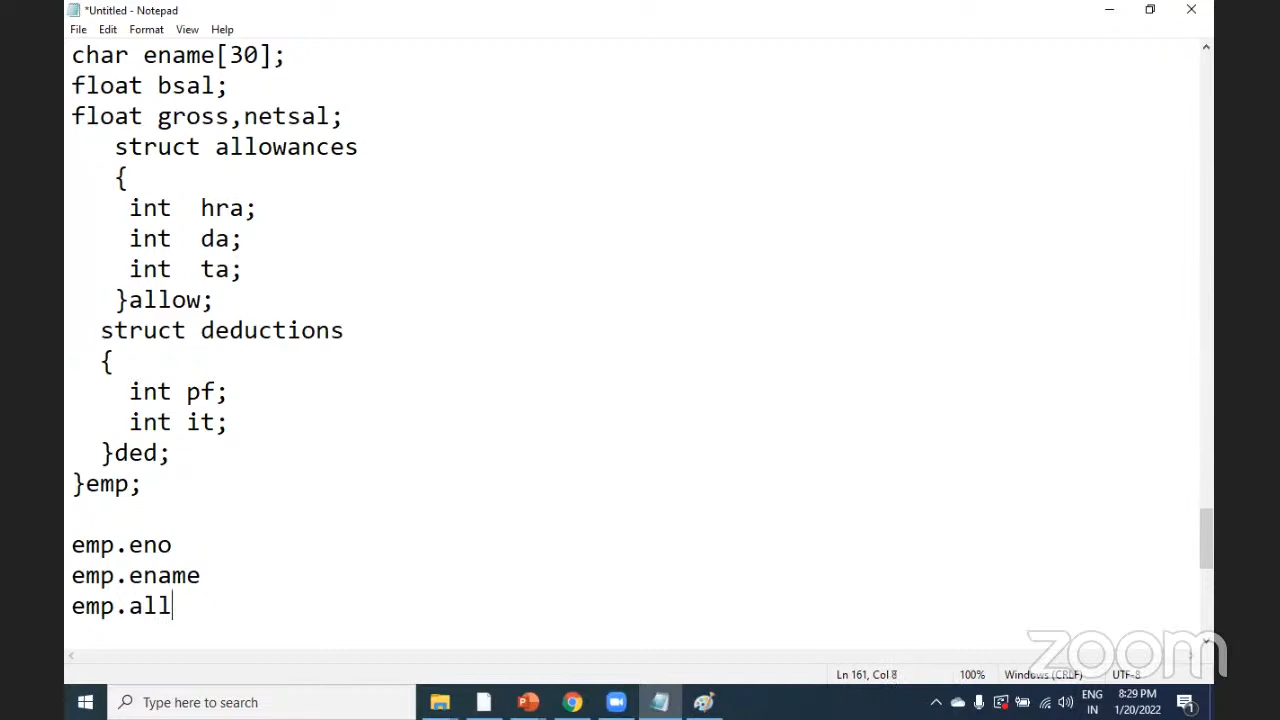 *Untitled - Notepad
File Edit Format View Help
char ename[30];
float bsal;
float gross,netsal;
struct allowances
{
int hra;
int da;
int ta;
}allow;
struct deductions
{
int pf;
int it;
}ded;
}emp;
emp.eno
emp.ename
emp.all
zoom
Ln 161, Col 8
100%
Windows (CRLF)
UTF-8
Type here to search
ENG
IN
8:29 PM
1/20/2022
1